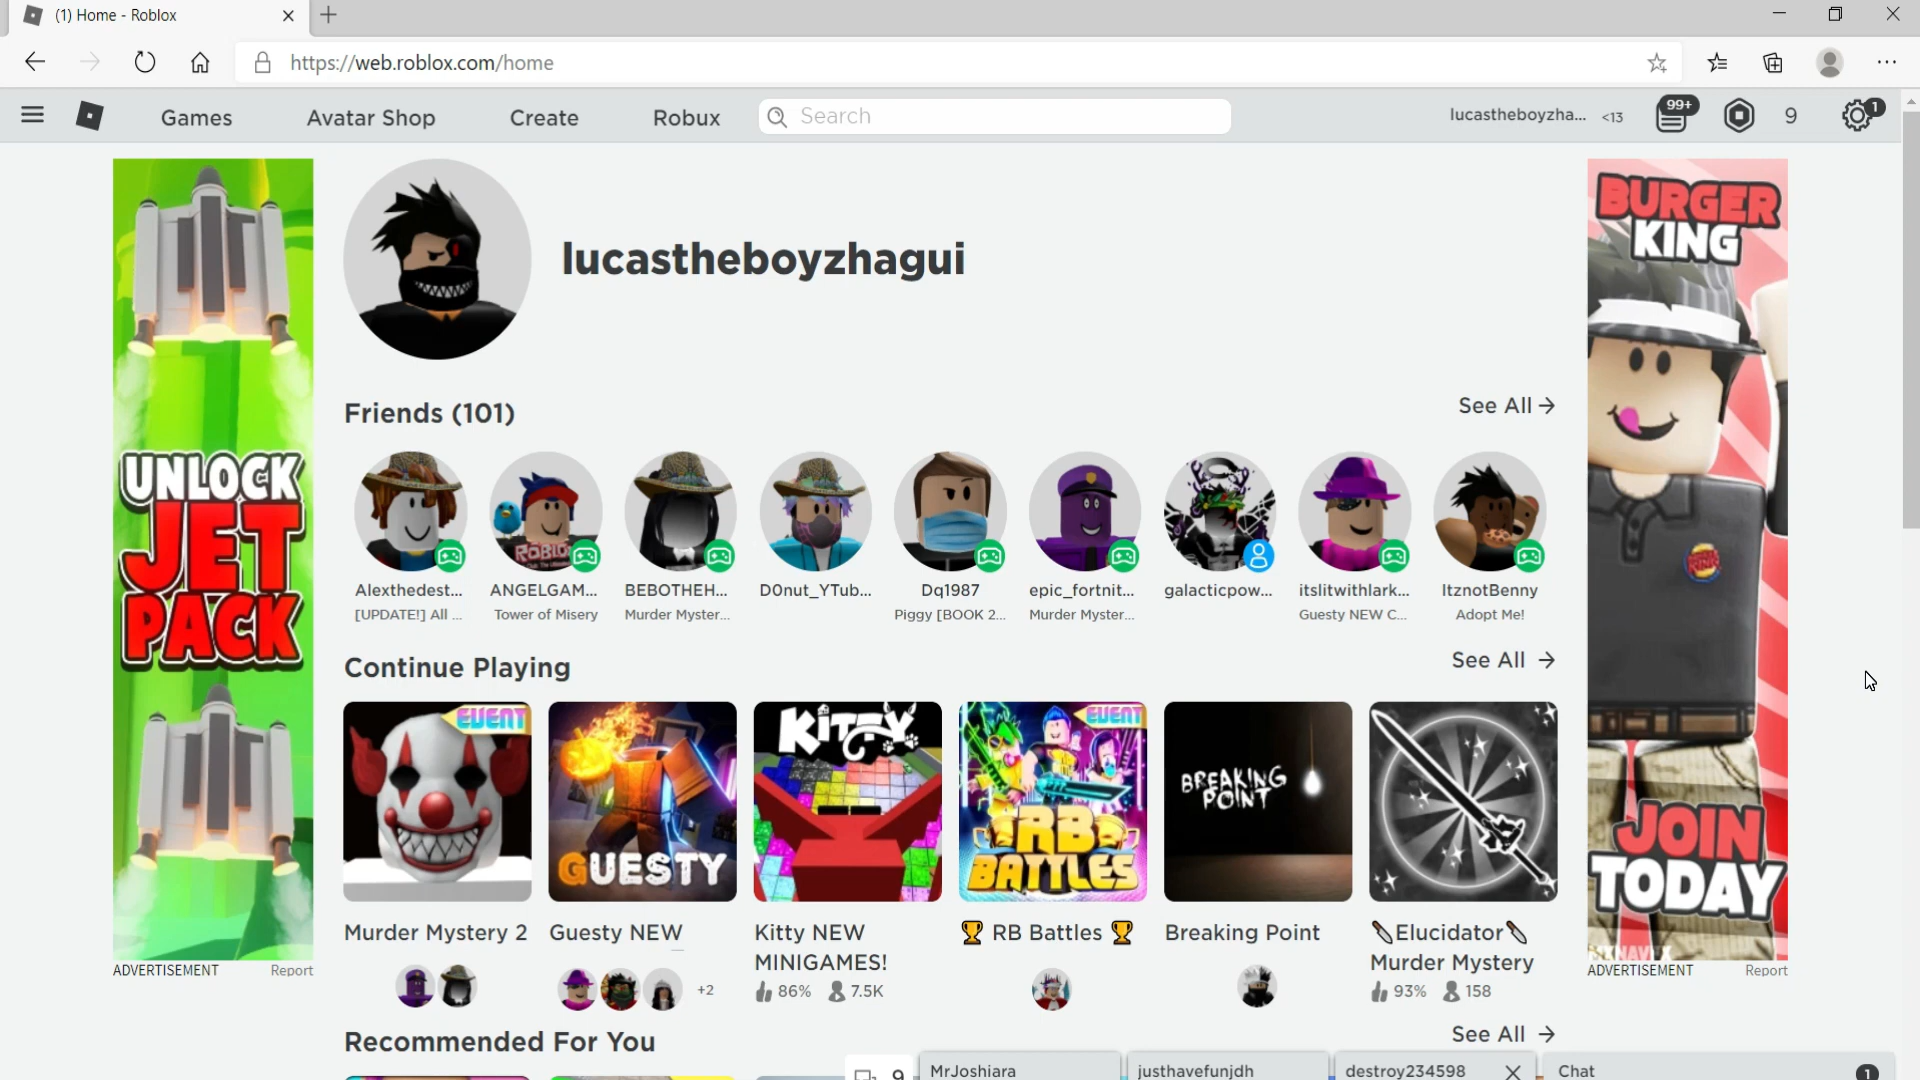 (1) Home - Roblox
https://web.roblox.com/home
Games
Avatar Shop
Create
Robux
Search
lucastheboyzha... <13
99+
9
1
lucastheboyzhagui
UNLOCK
JET
PACK
ADVERTISEMENT Report
BURGER
KING
JOIN
TODAY
ADVERTISEMENT Report
Friends (101)
See All →
Alexthedest...
[UPDATE!] All ...
ANGELGAM...
Tower of Misery
BEBOTHEH...
Murder Myster...
D0nut_YTub...
Dq1987
Piggy [BOOK 2...
epic_fortnit...
Murder Myster...
galacticpow...
itslitwithlark...
Guesty NEW C...
ItznotBenny
Adopt Me!
Continue Playing
See All →
EVENT
GUESTY
KITTY
EVENT
RB
BATTLES
BREAKING
POINT
Murder Mystery 2
Guesty NEW
+2
Kitty NEW
MINIGAMES!
86% 7.5K
🏆 RB Battles 🏆
Breaking Point
🔪Elucidator🔪
Murder Mystery
93% 158
Recommended For You
See All →
9
MrJoshiara
justhavefunjdh
destroy234598
Chat
1